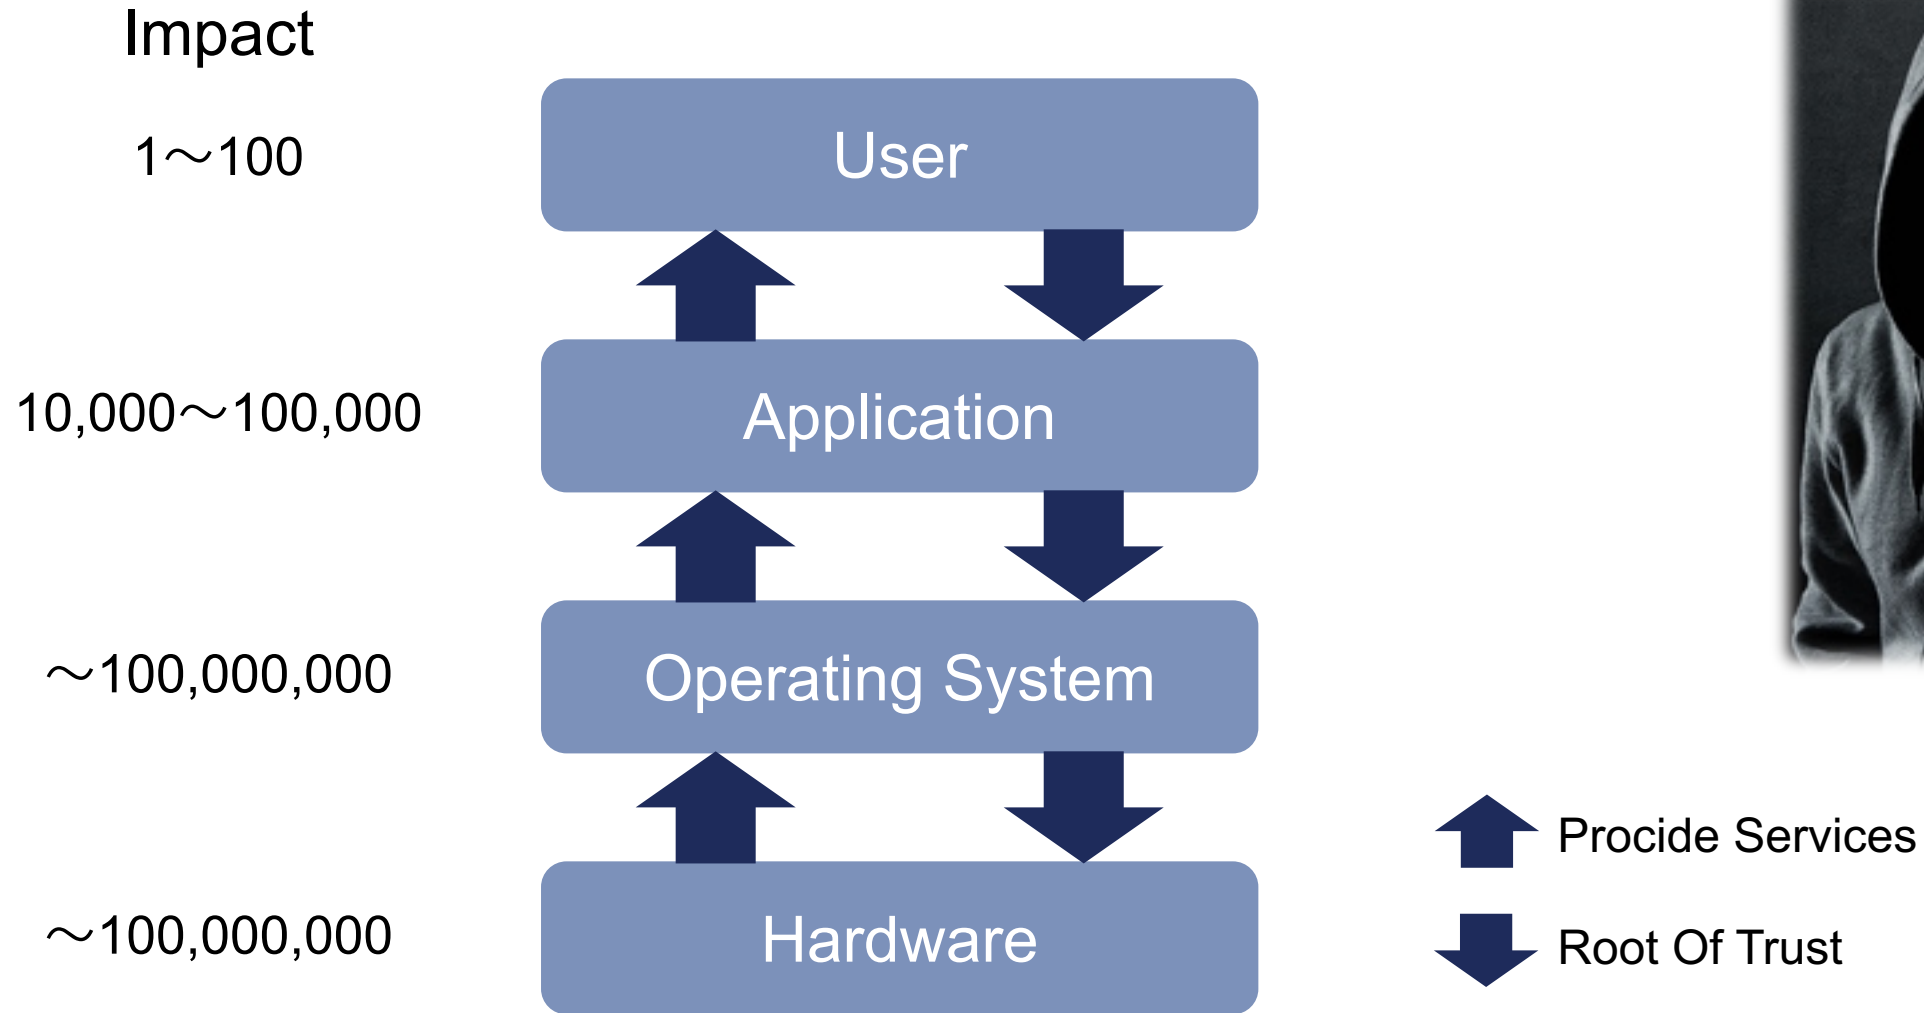 Impact
1～100
User
10,000～100,000
Application
～100,000,000
Operating System
～100,000,000
Hardware
Procide Services
Root Of Trust